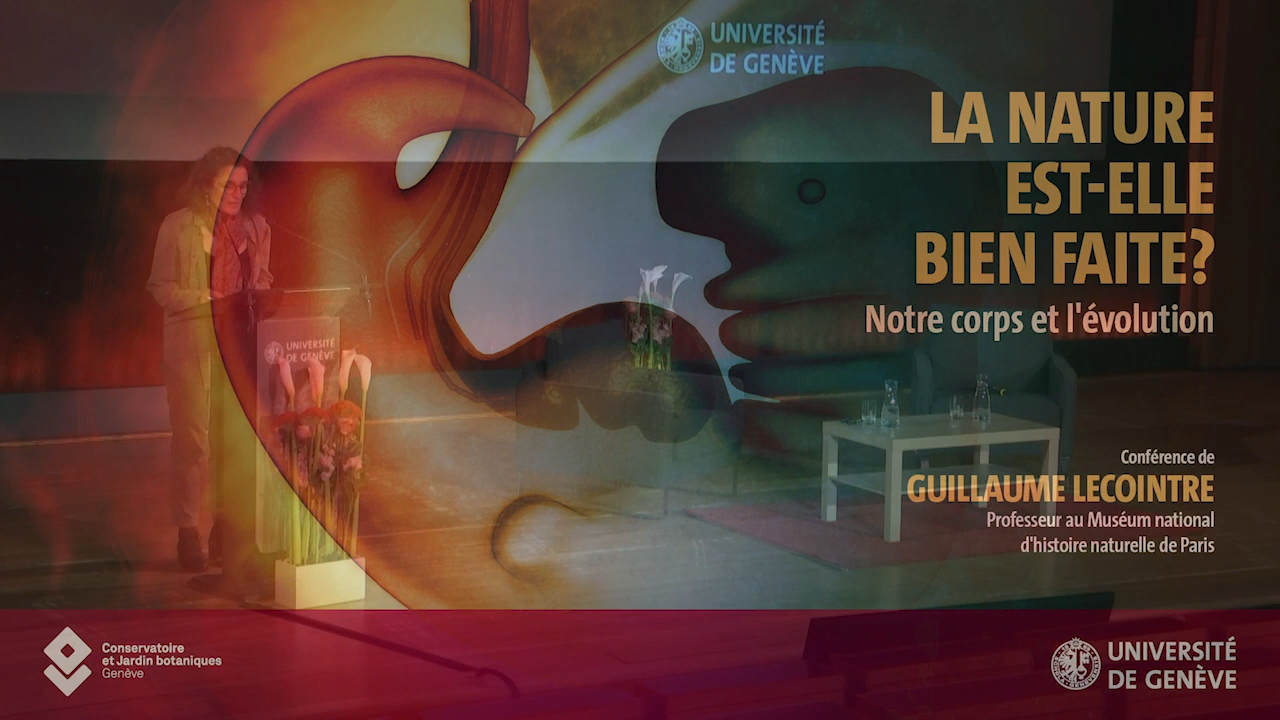 UNIVERSITÉ
DE GENÈVE
LA NATURE
EST-ELLE
BIEN FAITE?
Notre corps et l'évolution
UNIVERSITÉ
DE GENÈVE
Conférence de
GUILLAUME LECOINTRE
Professeur au Muséum national
d'histoire naturelle de Paris
Conservatoire
et Jardin botaniques
Genève
UNIVERSITÉ
DE GENÈVE